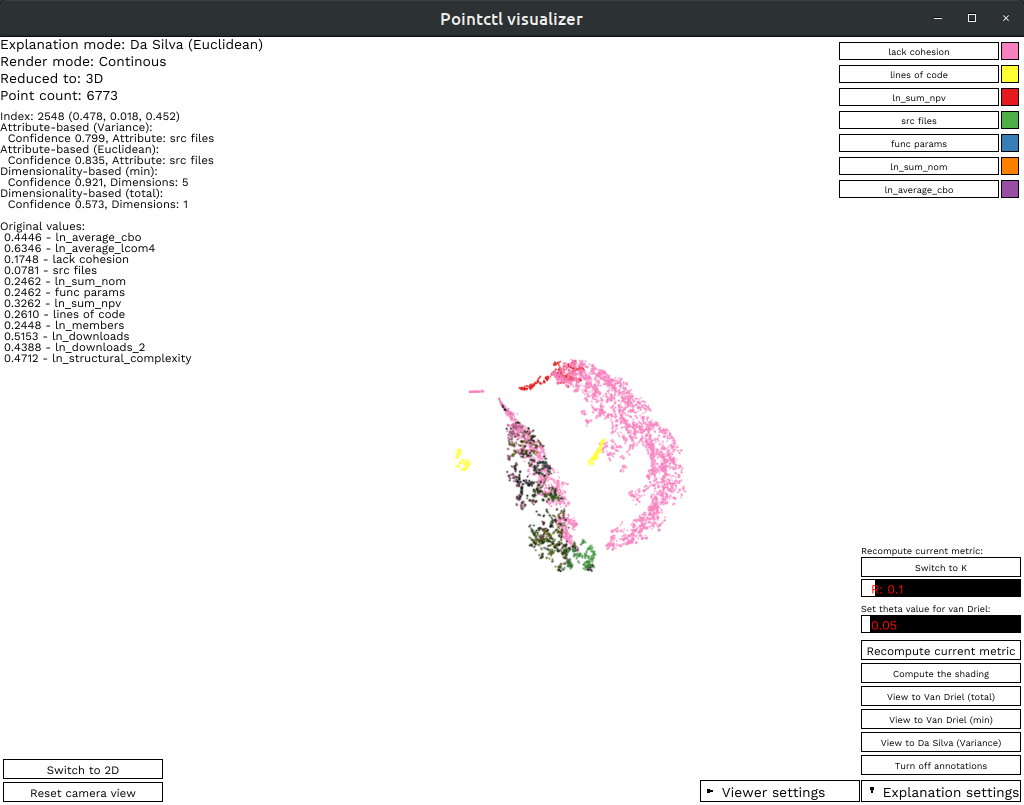 Pointctl visualizer
Explanation mode: Da Silva (Euclidean)
Render mode: Continous
Reduced to: 3D
Point count: 6773
Index: 2548 (0.478, 0.018, 0.452)
Attribute-based (Variance):
Confidence 0.799, Attribute: src files
Attribute-based (Euclidean):
Confidence 0.835, Attribute: src files
Dimensionality-based (min):
Confidence 0.921, Dimensions: 5
Dimensionality-based (total):
Confidence 0.573, Dimensions: 1
Original values:
0.4446 - ln_average_cbo
0.6346 - ln_average_lcom4
0.1748 - lack cohesion
0.0781 - src files
0.2462 - ln_sum_nom
0.2462 - func params
0.3262 - ln_sum_npv
0.2610 - lines of code
0.2448 - ln_members
0.5153 - ln_downloads
0.4388 - ln_downloads_2
0.4712 - ln_structural_complexity
lack cohesion
lines of code
ln_sum_npv
src files
func params
ln_sum_nom
ln_average_cbo
Recompute current metric:
Switch to K
R: 0.1
Set theta value for van Driel:
0.05
Recompute current metric
Compute the shading
View to Van Driel (total)
View to Van Driel (min)
View to Da Silva (Variance)
Turn off annotations
Switch to 2D
Reset camera view
Viewer settings
Explanation settings